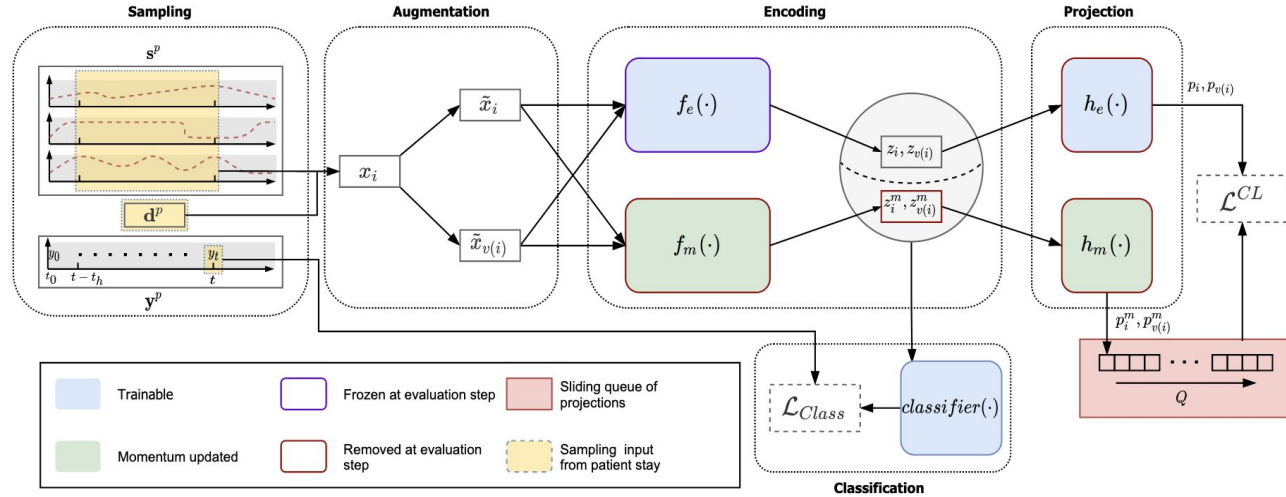 Sampling
Augmentation
Encoding
Projection
s^p
d^p
y_0
y_t
t_0
t − t_h
t
y^p
x_i
x̃_i
x̃_{v(i)}
f_e(·)
f_m(·)
z_i, z_{v(i)}
z_i^m, z_{v(i)}^m
h_e(·)
h_m(·)
p_i, p_{v(i)}
ℒ^{CL}
p_i^m, p_{v(i)}^m
Q
ℒ_{Class}
classifier(·)
Classification
Trainable
Frozen at evaluation step
Sliding queue of
projections
Momentum updated
Removed at evaluation
step
Sampling input
from patient stay